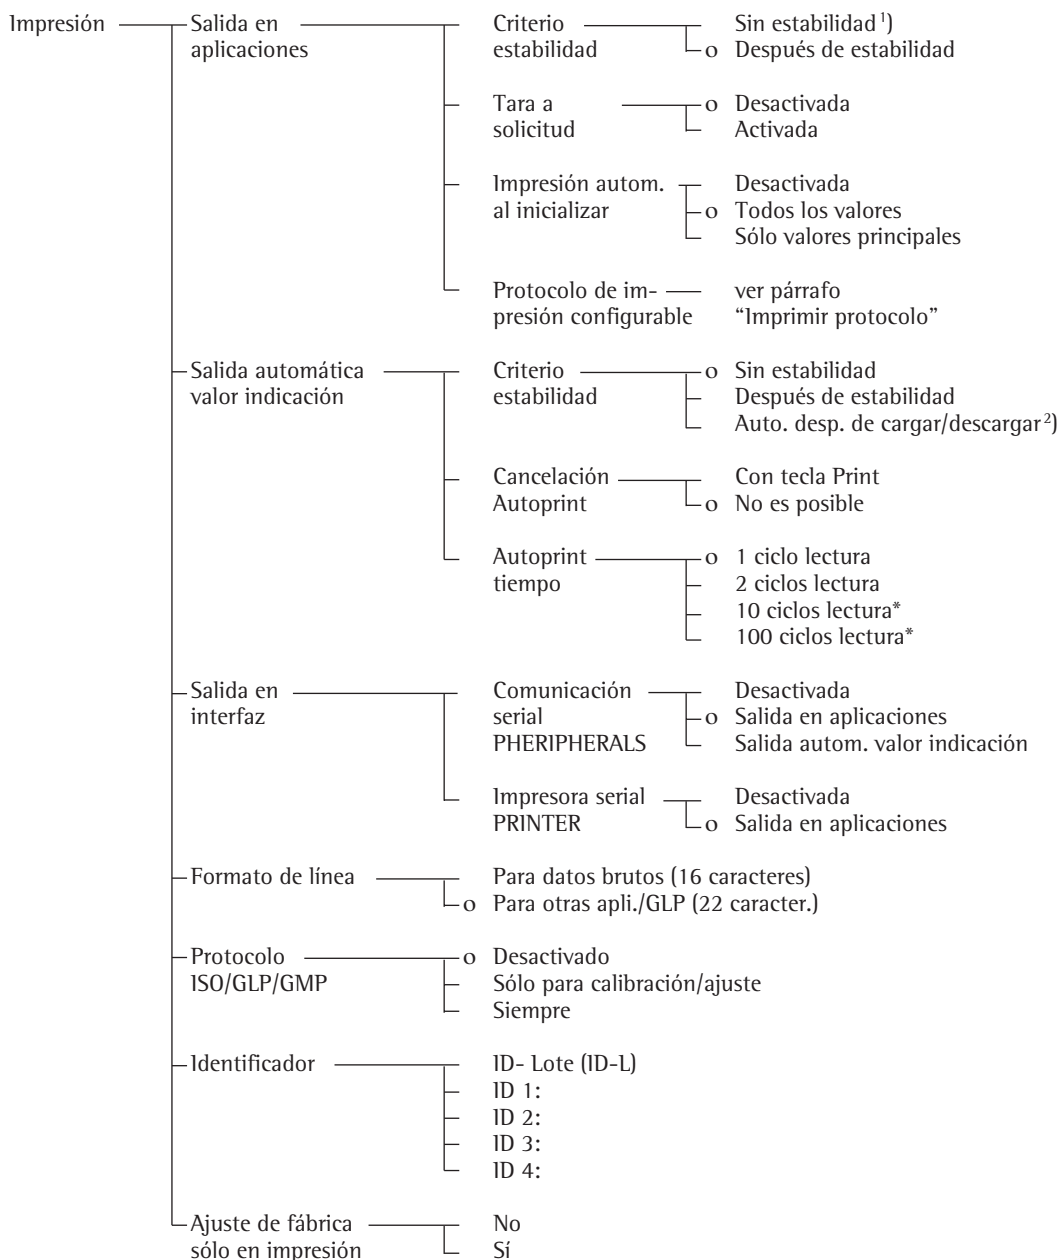 Impresión Salida en Criterio Sin estabilidad 1)
aplicaciones estabilidad o Después de estabilidad
Tara a o Desactivada
solicitud Activada
Impresión autom. Desactivada
al inicializar o Todos los valores
Sólo valores principales
Protocolo de im- ver párrafo
presión configurable “Imprimir protocolo”
Salida automática Criterio o Sin estabilidad
valor indicación estabilidad Después de estabilidad
Auto. desp. de cargar/descargar 2)
Cancelación Con tecla Print
Autoprint o No es posible
Autoprint o 1 ciclo lectura
tiempo 2 ciclos lectura
10 ciclos lectura*
100 ciclos lectura*
Salida en Comunicación Desactivada
interfaz serial o Salida en aplicaciones
PHERIPHERALS Salida autom. valor indicación
Impresora serial Desactivada
PRINTER o Salida en aplicaciones
Formato de línea Para datos brutos (16 caracteres)
o Para otras apli./GLP (22 caracter.)
Protocolo o Desactivado
ISO/GLP/GMP Sólo para calibración/ajuste
Siempre
Identificador ID- Lote (ID-L)
ID 1:
ID 2:
ID 3:
ID 4:
Ajuste de fábrica No
sólo en impresión Sí